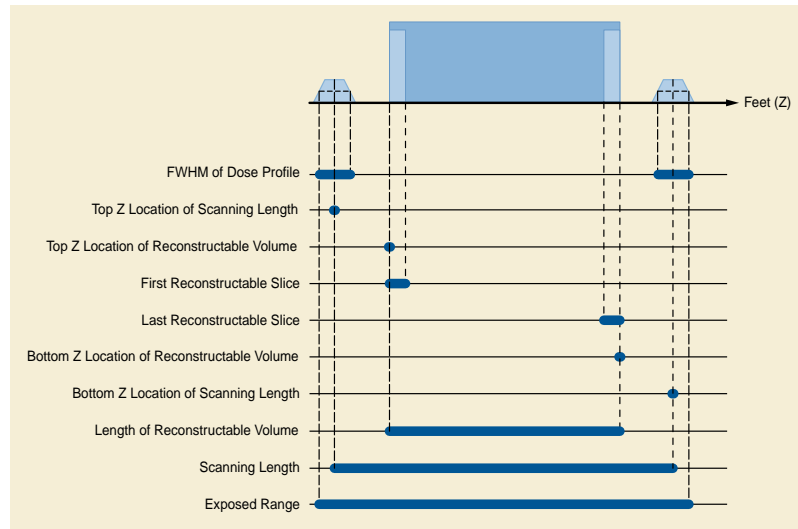 Feet (Z)
FWHM of Dose Profile
Top Z Location of Scanning Length
Top Z Location of Reconstructable Volume
First Reconstructable Slice
Last Reconstructable Slice
Bottom Z Location of Reconstructable Volume
Bottom Z Location of Scanning Length
Length of Reconstructable Volume
Scanning Length
Exposed Range